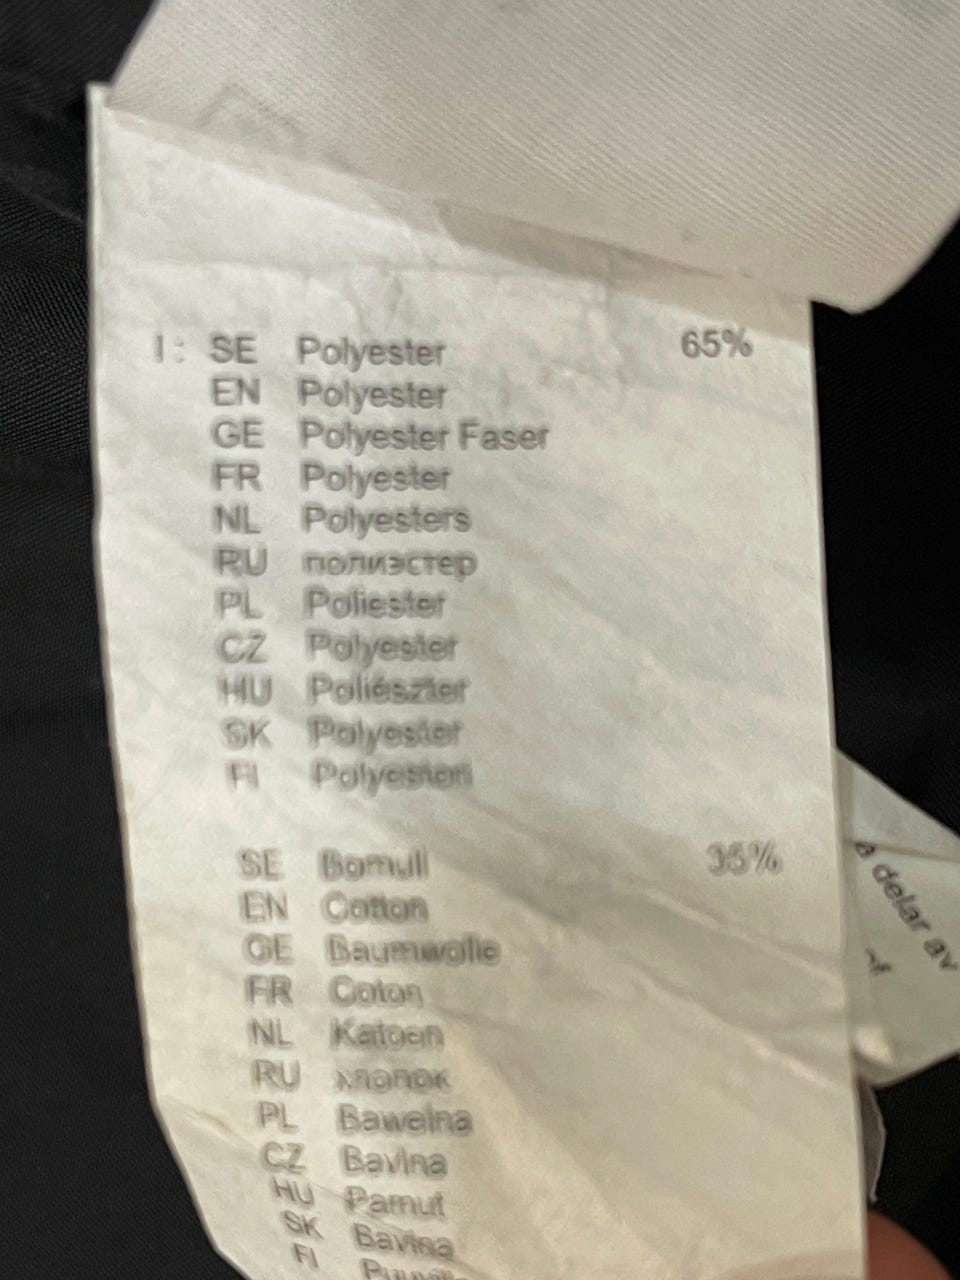 I: SE Polyester 65%
EN Polyester
GE Polyester Faser
FR Polyester
NL Polyesters
RU полиэстер
PL Poliester
CZ Polyester
HU Poliészter
SK Polyester
FI Polyesteri
SE Bomull 35%
EN Cotton
GE Baumwolle
FR Coton
NL Katoen
RU хлопок
PL Bawełna
CZ Bavlna
HU Pamut
SK Bavlna
FI
delar av